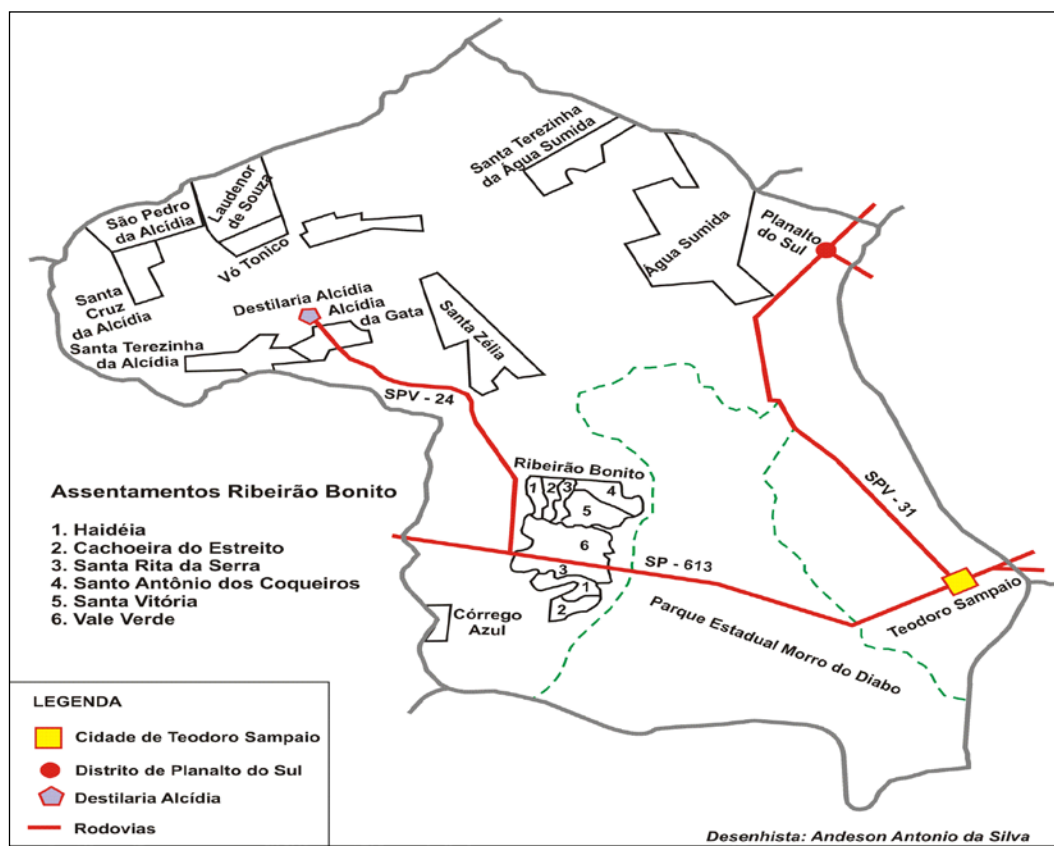 Santa Terezinha
da Água Sumida
Laudenor
de Souza
São Pedro
da Alcídia
Vó Tonico
Planalto
do Sul
Água Sumida
Santa
Cruz
da Alcídia
Destilaria Alcídia
Alcídia
da Gata
Santa Zélia
Santa Terezinha
da Alcídia
SPV - 24
Ribeirão Bonito
1
2
3
4
5
6
3
1
2
SPV - 31
SP - 613
Teodoro Sampaio
Parque Estadual Morro do Diabo
Córrego
Azul
Assentamentos Ribeirão Bonito
1. Haidéia
2. Cachoeira do Estreito
3. Santa Rita da Serra
4. Santo Antônio dos Coqueiros
5. Santa Vitória
6. Vale Verde
LEGENDA
Cidade de Teodoro Sampaio
Distrito de Planalto do Sul
Destilaria Alcídia
Rodovias
Desenhista: Andeson Antonio da Silva